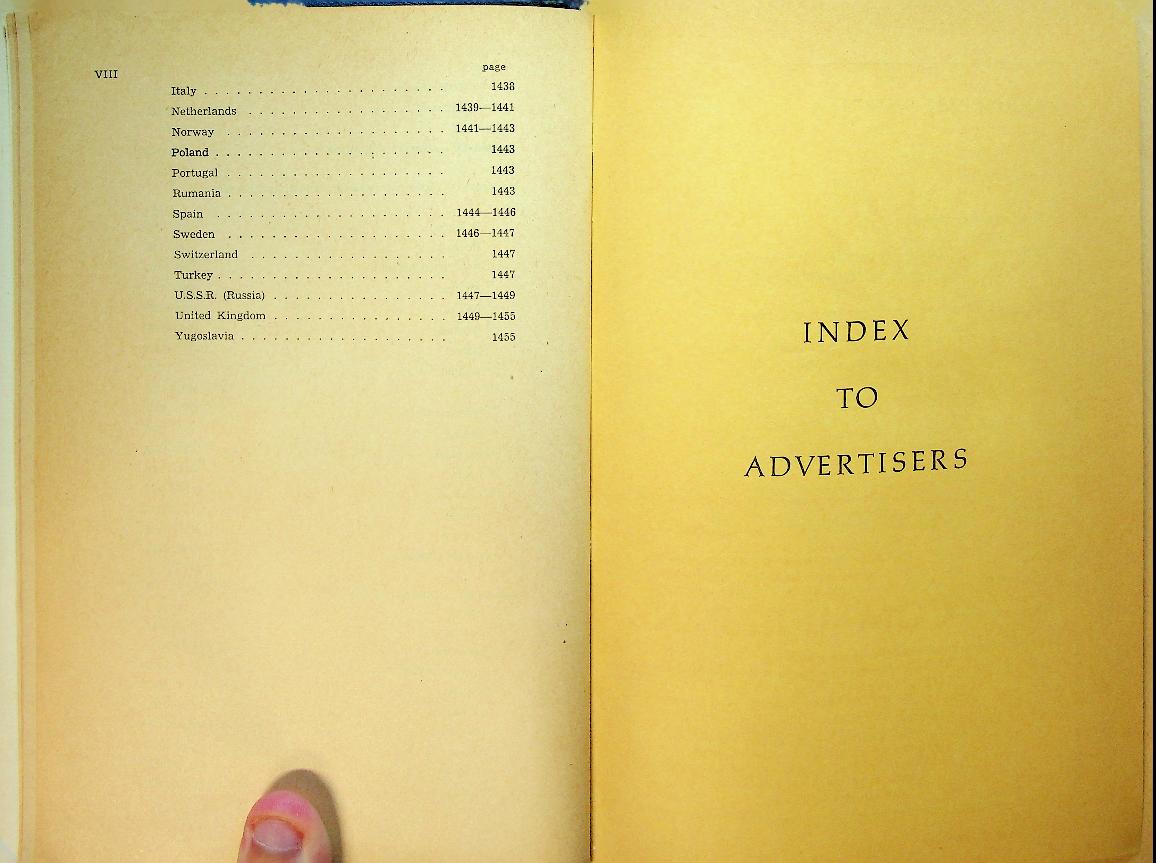 VIII
page
Italy . . . . . . . . . . . . . . . . . . . . . . 1438
Netherlands . . . . . . . . . . . . . . . . . . 1439—1441
Norway . . . . . . . . . . . . . . . . . . . . 1441—1443
Poland . . . . . . . . . . . . . . . . . . . . . 1443
Portugal . . . . . . . . . . . . . . . . . . . . 1443
Rumania . . . . . . . . . . . . . . . . . . . . 1443
Spain . . . . . . . . . . . . . . . . . . . . . 1444—1446
Sweden . . . . . . . . . . . . . . . . . . . . 1446—1447
Switzerland . . . . . . . . . . . . . . . . . . 1447
Turkey . . . . . . . . . . . . . . . . . . . . . 1447
U.S.S.R. (Russia) . . . . . . . . . . . . . . . . 1447—1449
United Kingdom . . . . . . . . . . . . . . . . 1449—1455
Yugoslavia . . . . . . . . . . . . . . . . . . . 1455
INDEX
TO
ADVERTISERS